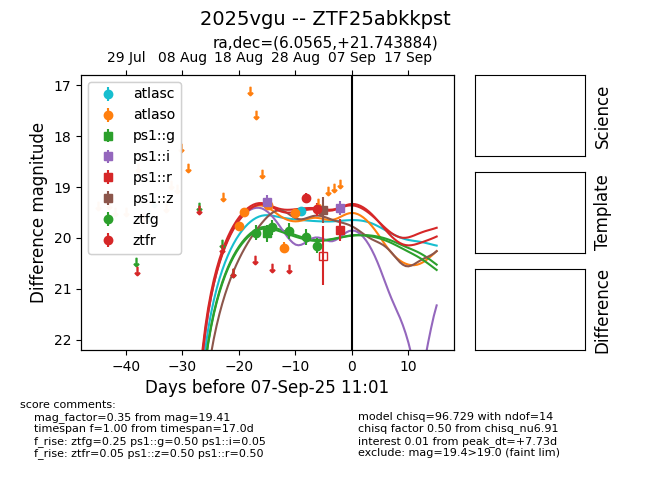 2025vgu -- ZTF25abkkpst
ra,dec=(6.0565,+21.743884)
29 Jul 08 Aug 18 Aug 28 Aug 07 Sep 17 Sep
17
18
19
20
21
22
Difference magnitude
atlasc
atlaso
ps1::g
ps1::i
ps1::r
ps1::z
ztfg
ztfr
−40 −30 −20 −10 0 10
Days before 07-Sep-25 11:01
Science
Template
Difference
score comments:
mag_factor=0.35 from mag=19.41
timespan f=1.00 from timespan=17.0d
f_rise: ztfg=0.25 ps1::g=0.50 ps1::i=0.05
f_rise: ztfr=0.05 ps1::z=0.50 ps1::r=0.50
model chisq=96.729 with ndof=14
chisq factor 0.50 from chisq_nu6.91
interest 0.01 from peak_dt=+7.73d
exclude: mag=19.4>19.0 (faint lim)